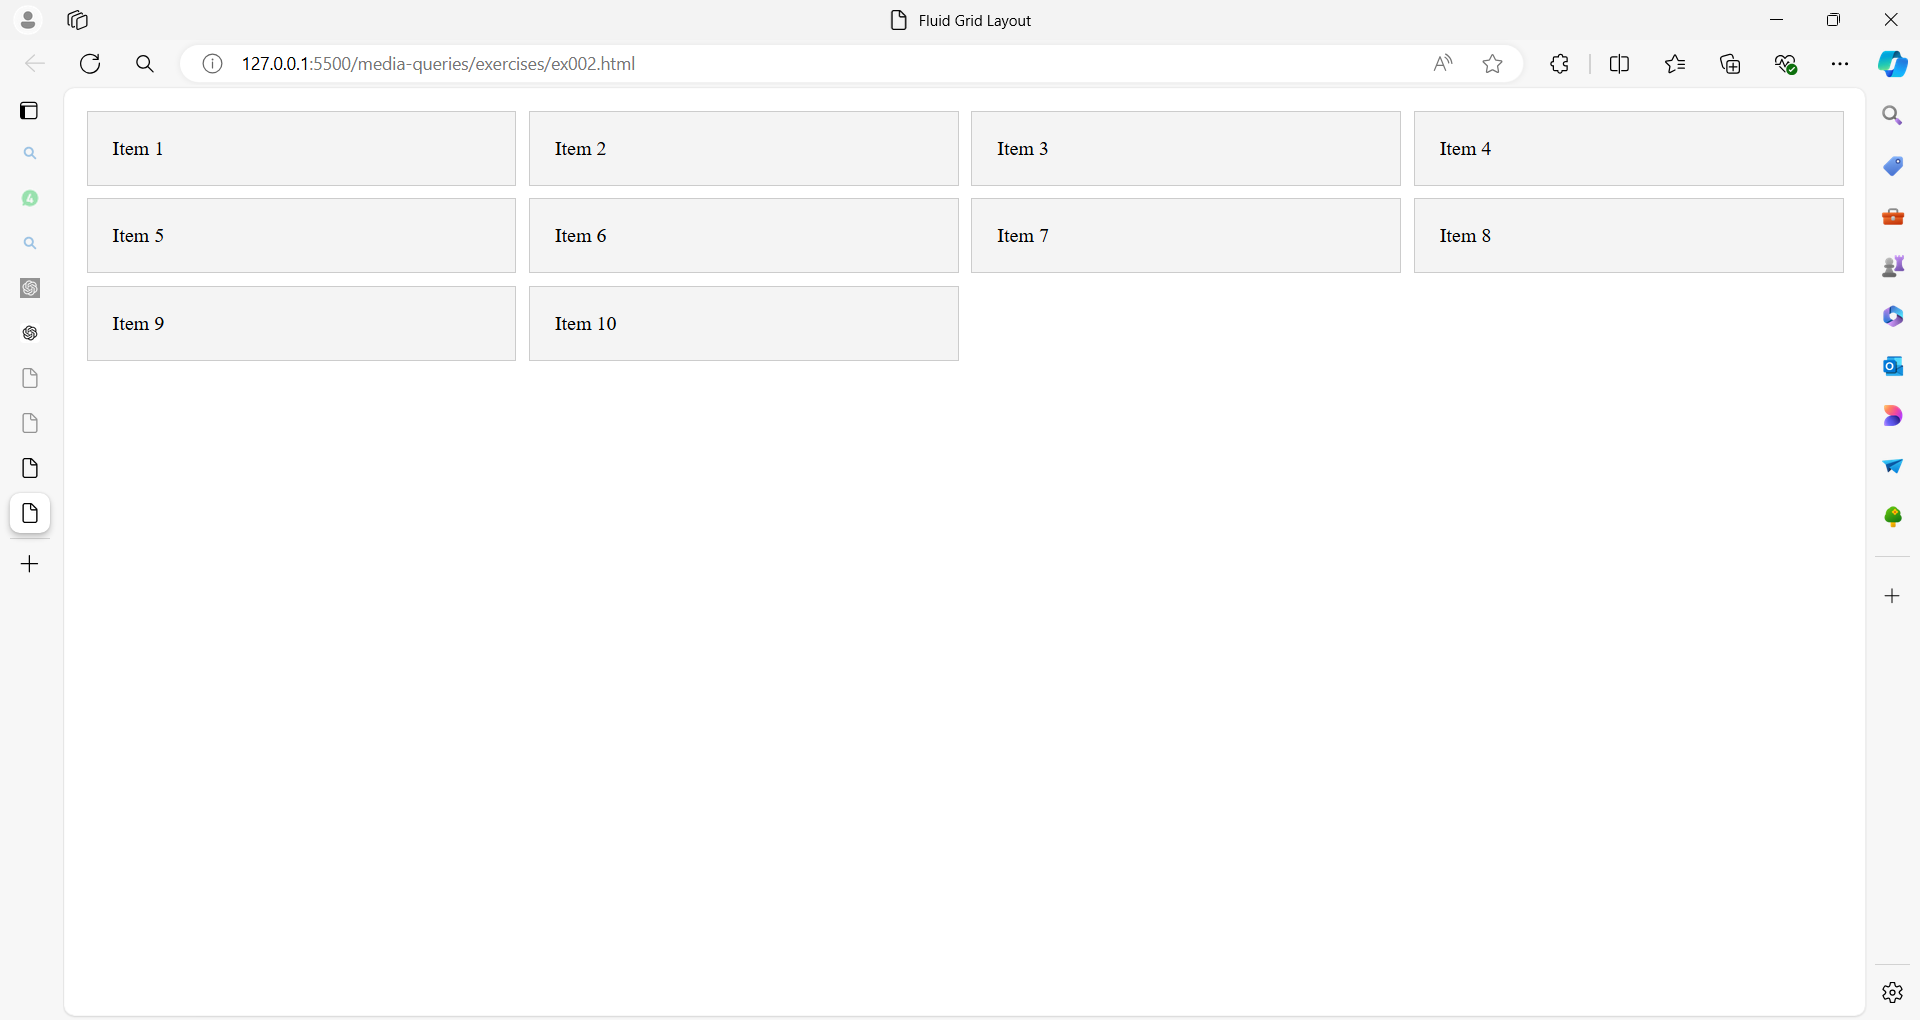 Fluid Grid Layout
127.0.0.1:5500/media-queries/exercises/ex002.html
Item 1
Item 2
Item 3
Item 4
Item 5
Item 6
Item 7
Item 8
Item 9
Item 10